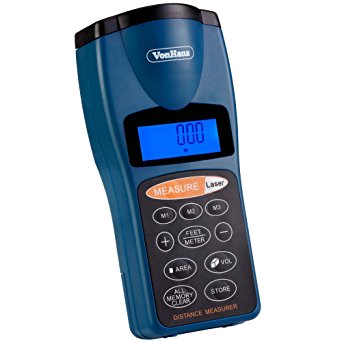 VonHaus
0.00
m
MEASURE Laser
M1 M2 M3
+ FEET METER −
AREA VOL
ALL MEMORY CLEAR STORE
DISTANCE MEASURER